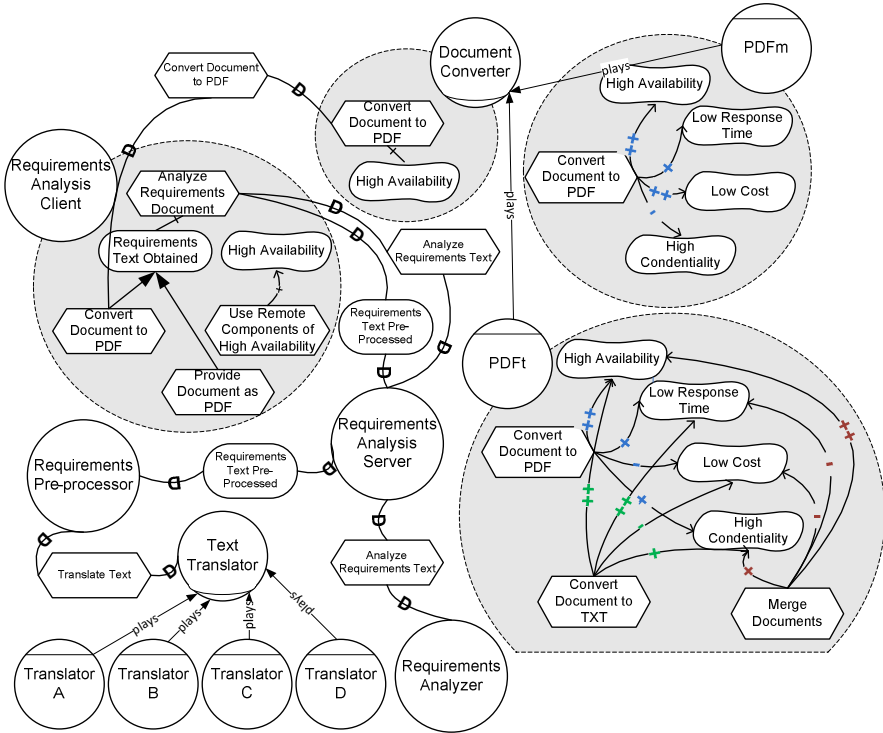 Convert Document
to PDF
D
D
Document
Converter
PDFm
plays
High Availability
Convert
Document to
PDF
High Availability
Low Response
Time
Convert
Document to
PDF
Low Cost
High
Condentiality
Requirements
Analysis
Client
Analyze
Requirements
Document
Requirements
Text Obtained
High Availability
Convert
Document to
PDF
Use Remote
Components of
High Availability
Provide
Document as
PDF
D
D
Analyze
Requirements Text
Requirements
Text Pre-
Processed
D
D
plays
PDFt
High Availability
Low Response
Time
Convert
Document to
PDF
Low Cost
High
Condentiality
Convert
Document to
TXT
Merge
Documents
Requirements
Analysis
Server
Requirements
Pre-processor
D
Requirements
Text Pre-
Processed
D
D
Translate Text
D
Text
Translator
D
Analyze
Requirements Text
D
plays
plays
plays
plays
Translator
A
Translator
B
Translator
C
Translator
D
Requirements
Analyzer